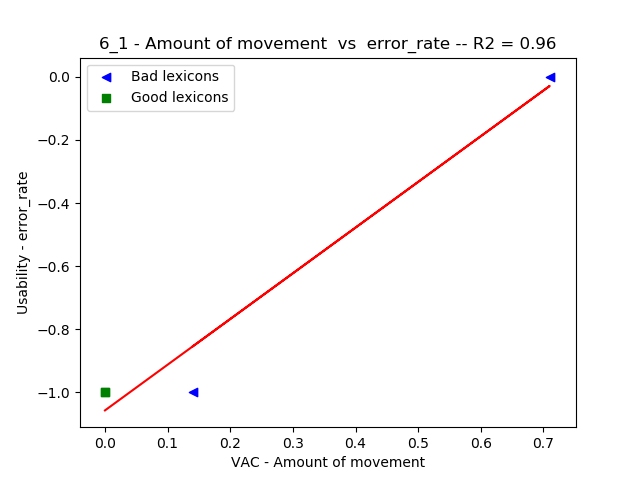 6_1 - Amount of movement  vs  error_rate -- R2 = 0.96
Bad lexicons
Good lexicons
0.0
−0.2
−0.4
−0.6
−0.8
−1.0
Usability - error_rate
0.0 0.1 0.2 0.3 0.4 0.5 0.6 0.7
VAC - Amount of movement